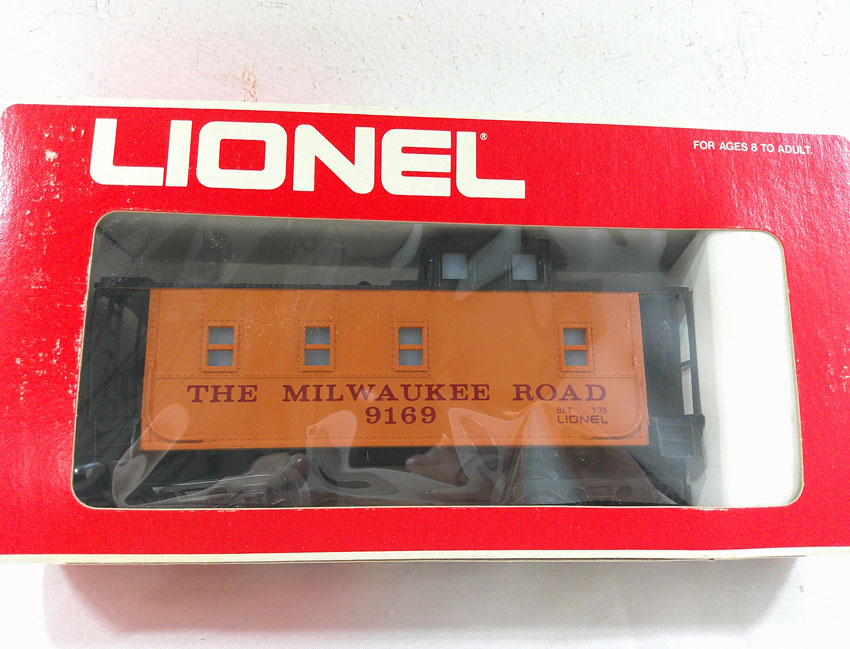 LIONEL®
FOR AGES 8 TO ADULT.
THE MILWAUKEE ROAD
9169
BLT 1-75
LIONEL